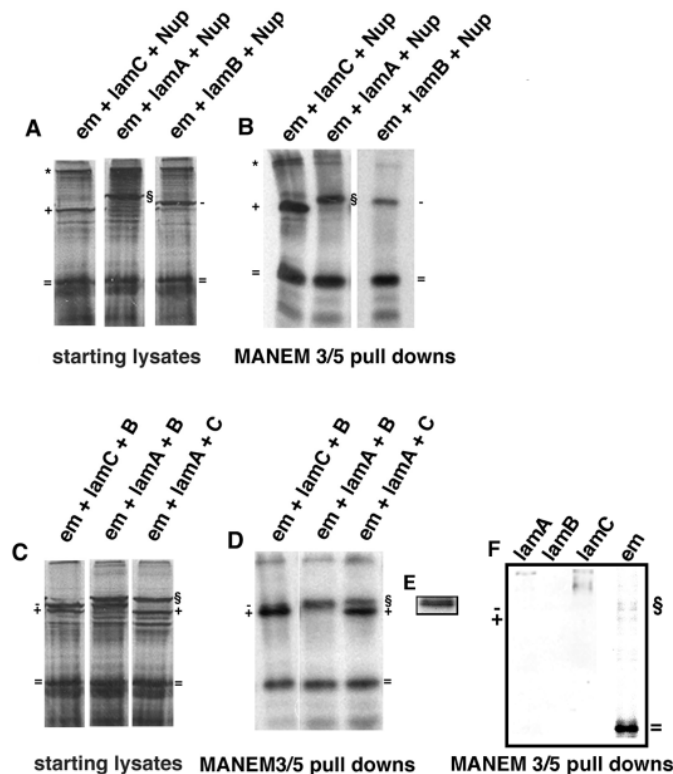 em + lamC + Nup
em + lamA + Nup
em + lamB + Nup
A
*
+
=
§
-
=
starting lysates
em + lamC + Nup
em + lamA + Nup
em + lamB + Nup
B
*
+
=
§
-
=
MANEM 3/5 pull downs
em + lamC + B
em + lamA + B
em + lamA + C
C
-
+
=
§
+
=
starting lysates
em + lamC + B
em + lamA + B
em + lamA + C
D
-
+
=
§
+
=
MANEM3/5 pull downs
E
F
lamA
lamB
lamC
em
-
+
§
=
MANEM 3/5 pull downs